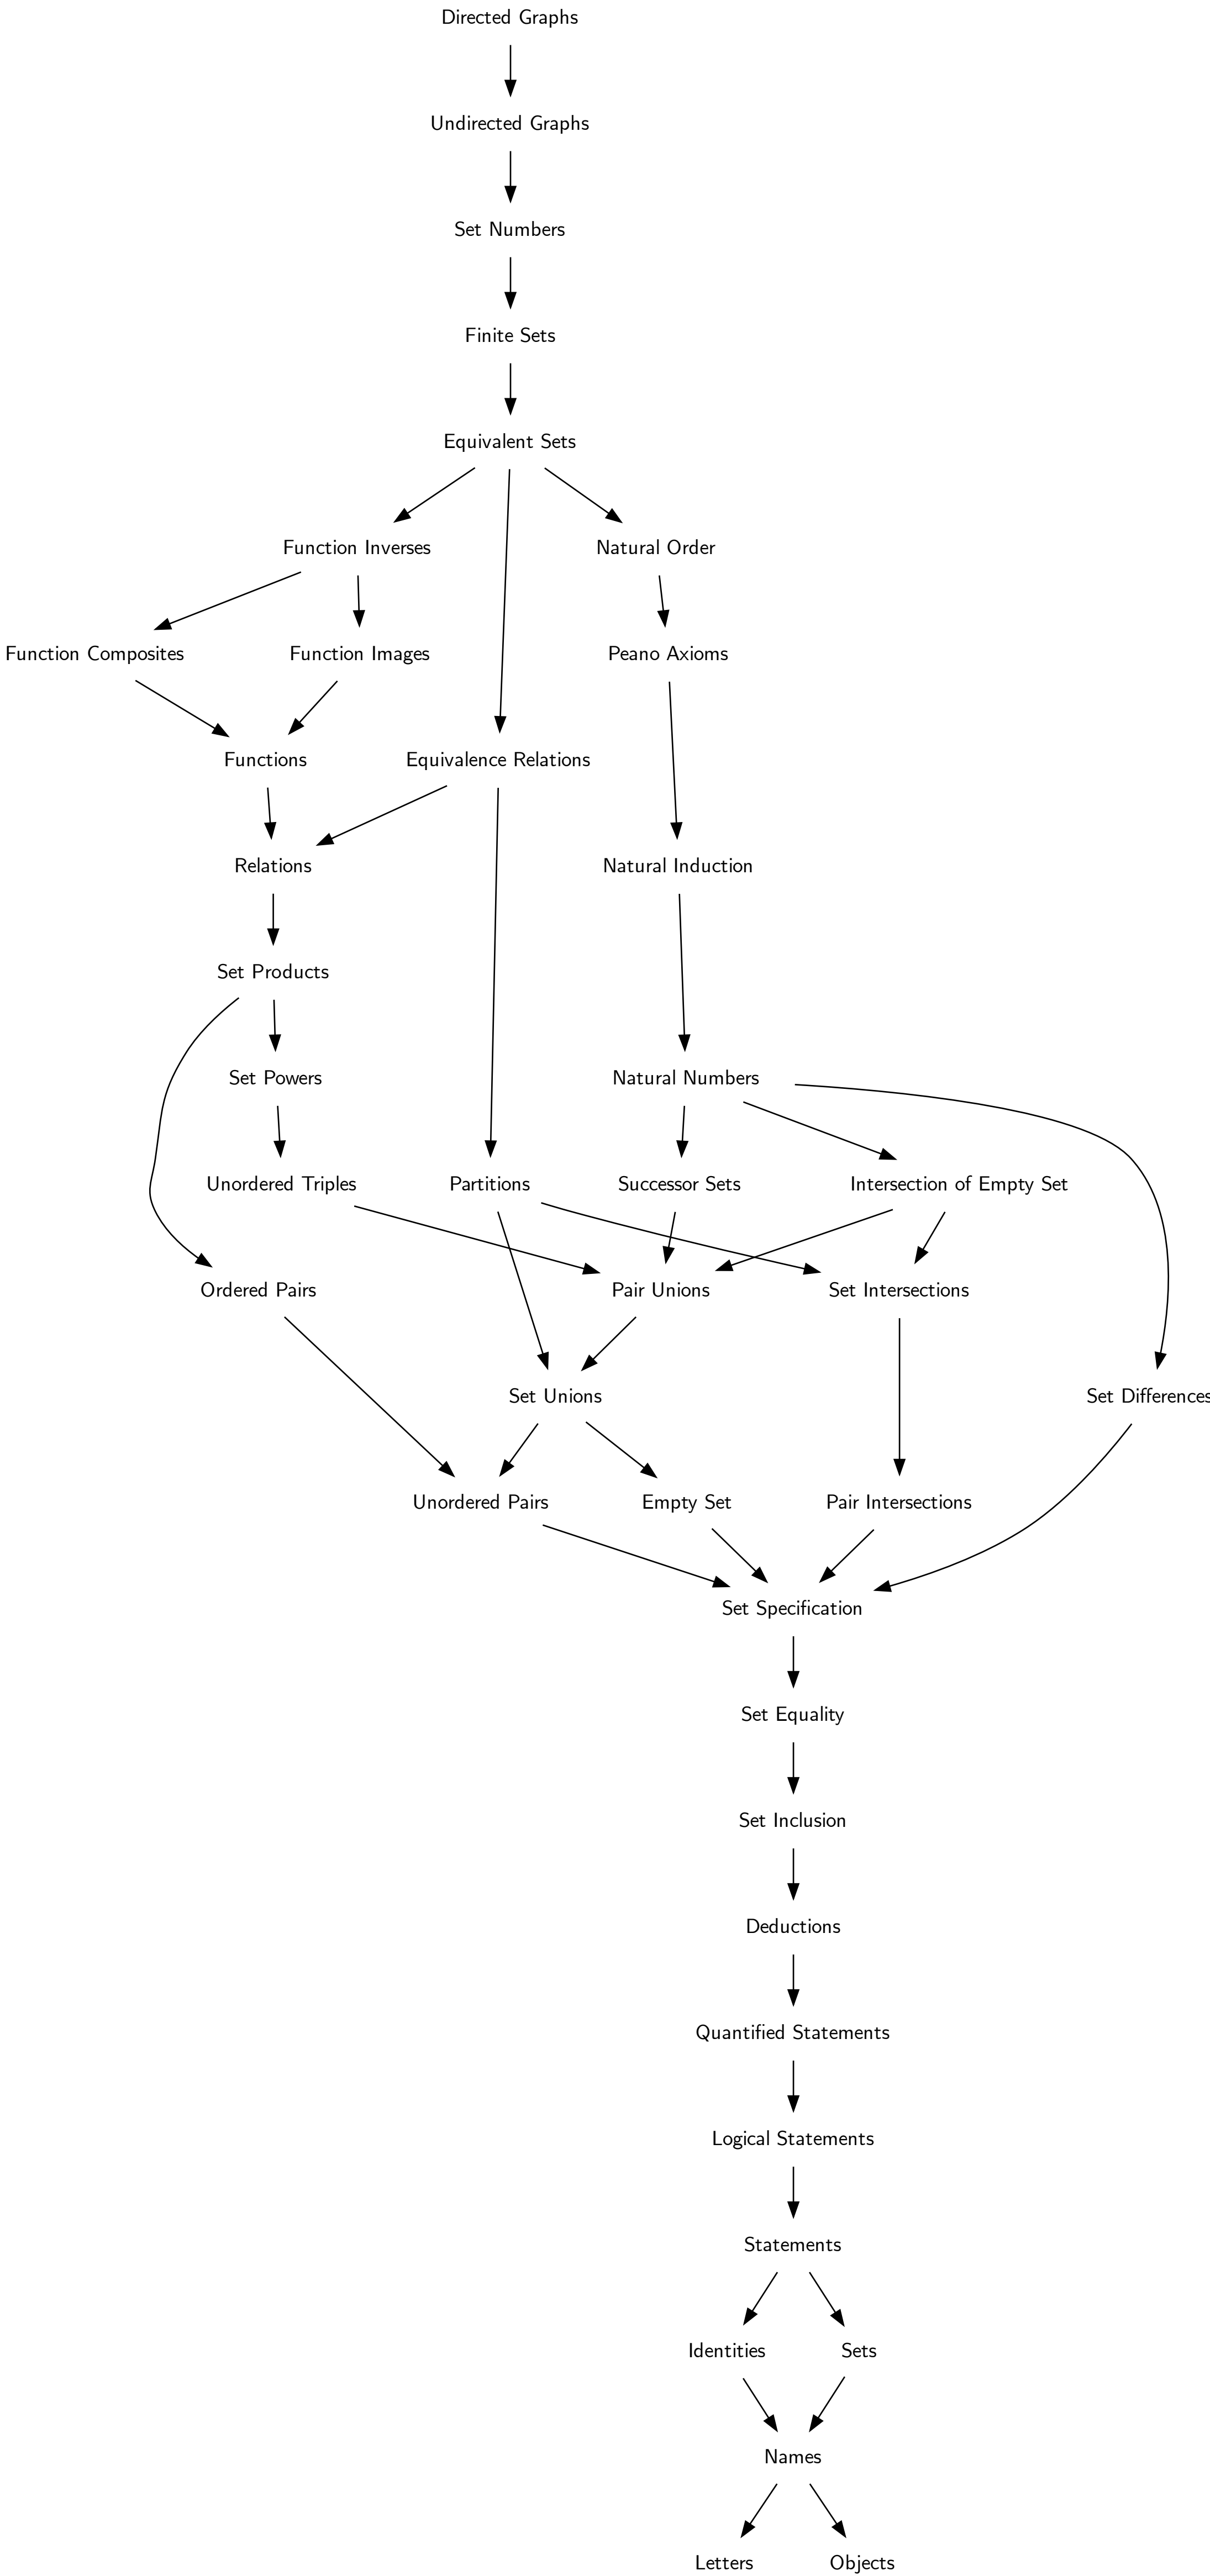 Directed Graphs
Undirected Graphs
Set Numbers
Finite Sets
Equivalent Sets
Function Inverses
Natural Order
Function Composites
Function Images
Peano Axioms
Functions
Equivalence Relations
Relations
Natural Induction
Set Products
Set Powers
Natural Numbers
Unordered Triples
Partitions
Successor Sets
Intersection of Empty Set
Ordered Pairs
Pair Unions
Set Intersections
Set Unions
Set Differences
Unordered Pairs
Empty Set
Pair Intersections
Set Specification
Set Equality
Set Inclusion
Deductions
Quantified Statements
Logical Statements
Statements
Identities
Sets
Names
Letters
Objects